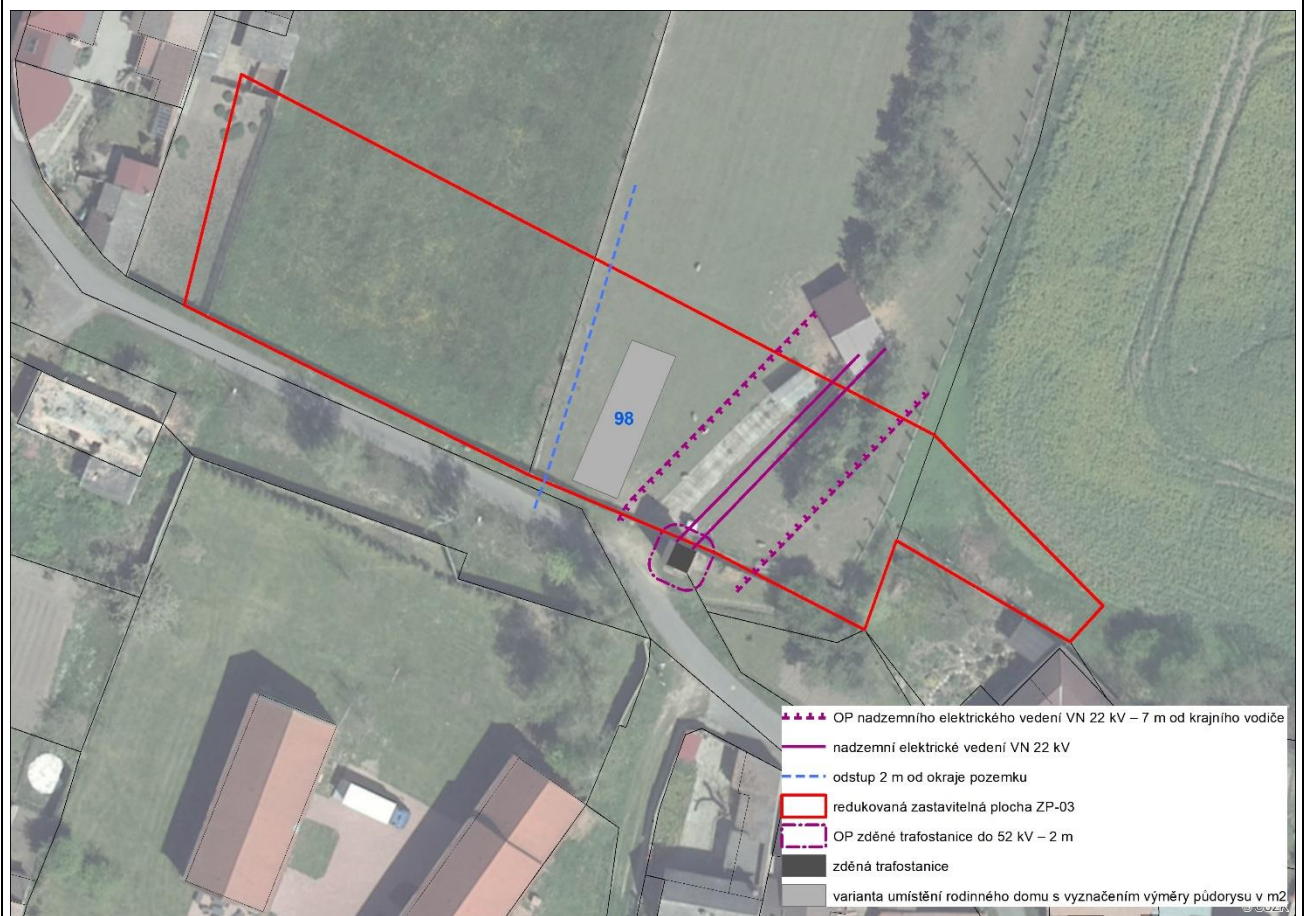 98
OP nadzemního elektrického vedení VN 22 kV – 7 m od krajního vodiče
nadzemní elektrické vedení VN 22 kV
odstup 2 m od okraje pozemku
redukovaná zastavitelná plocha ZP-03
OP zděné trafostanice do 52 kV – 2 m
zděná trafostanice
varianta umístění rodinného domu s vyznačením výměry půdorysu v m2